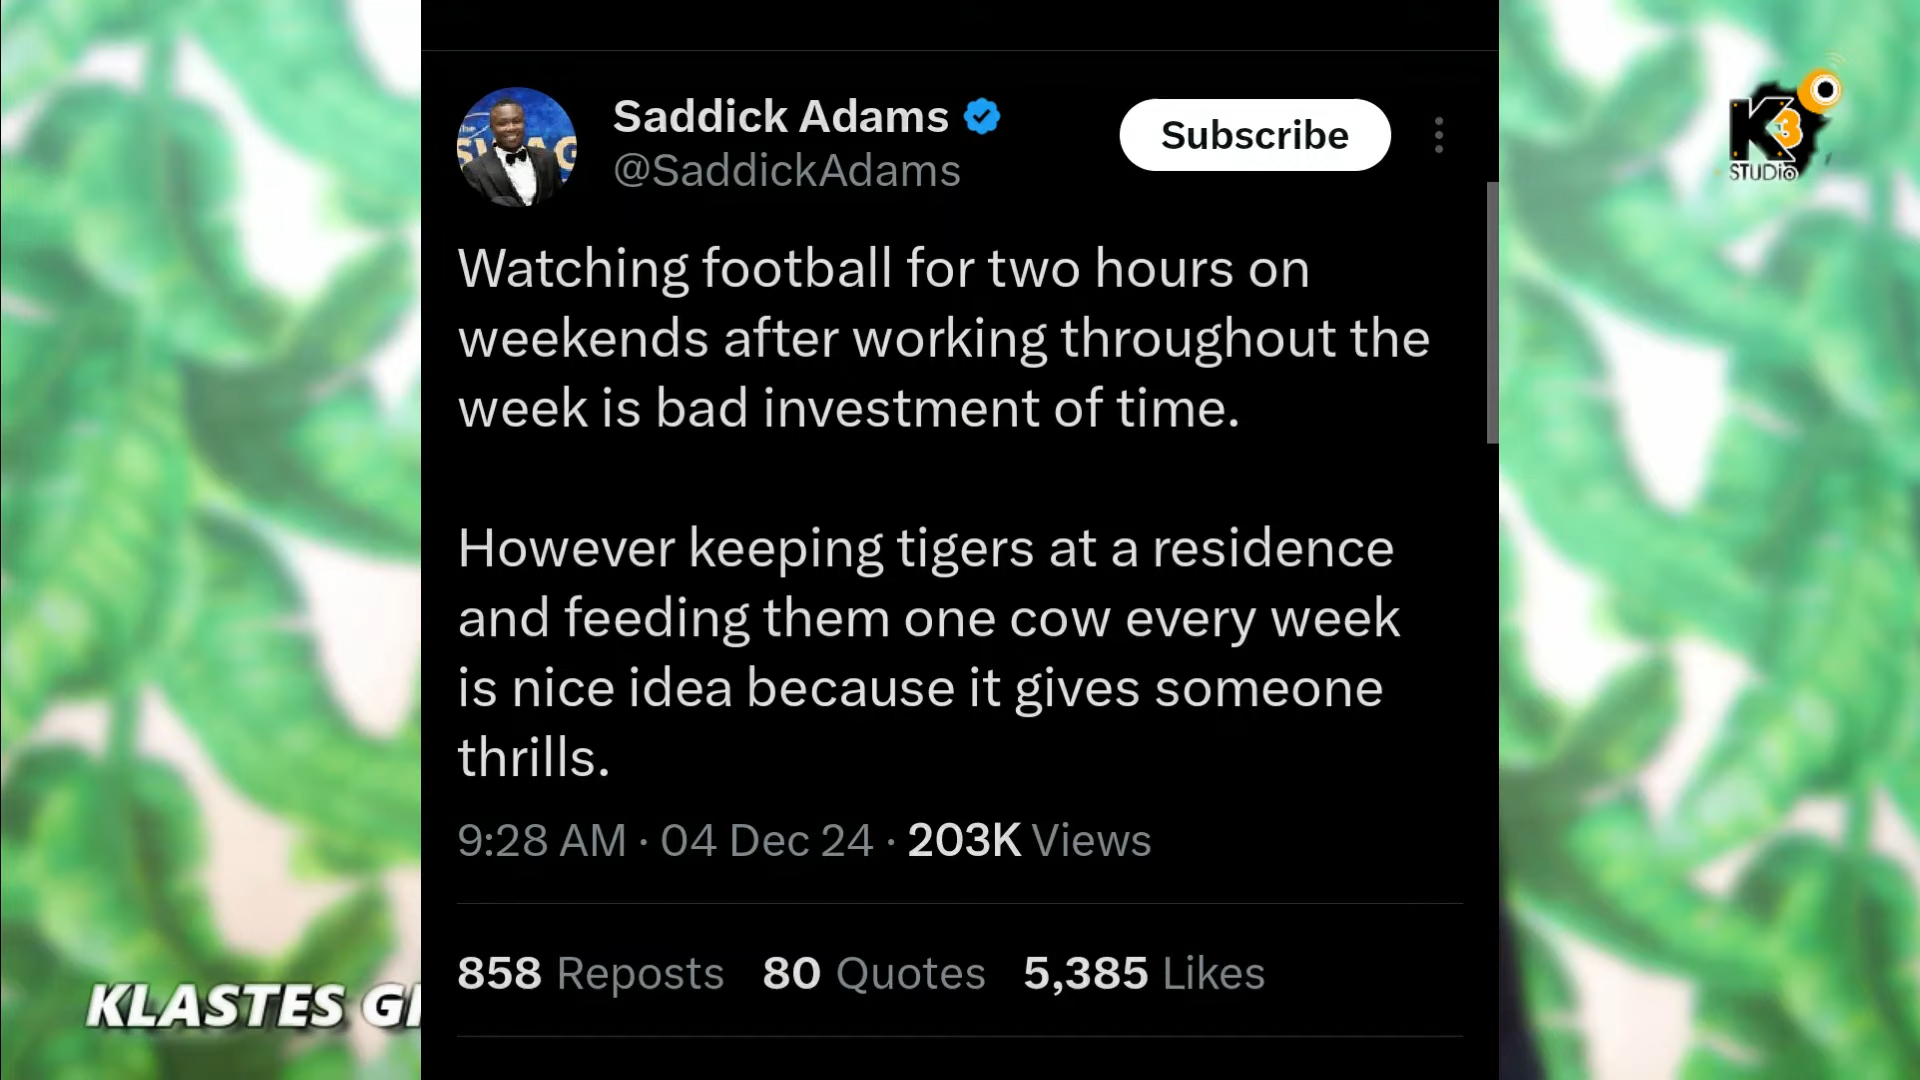 Saddick Adams
@SaddickAdams
Subscribe
K3
STUDIO
Watching football for two hours on
weekends after working throughout the
week is bad investment of time.
However keeping tigers at a residence
and feeding them one cow every week
is nice idea because it gives someone
thrills.
9:28 AM · 04 Dec 24 · 203K Views
858 Reposts 80 Quotes 5,385 Likes
KLASTES